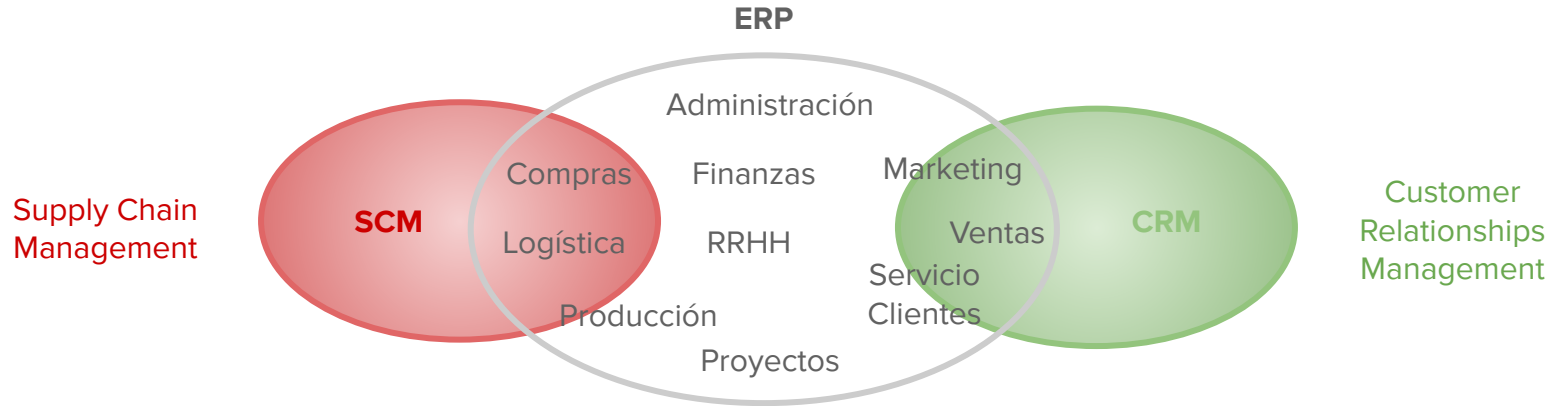 ERP
Administración
Compras
Finanzas
Marketing
Supply Chain
Management
SCM
Logística
RRHH
Ventas
CRM
Customer
Relationships
Management
Servicio
Clientes
Producción
Proyectos